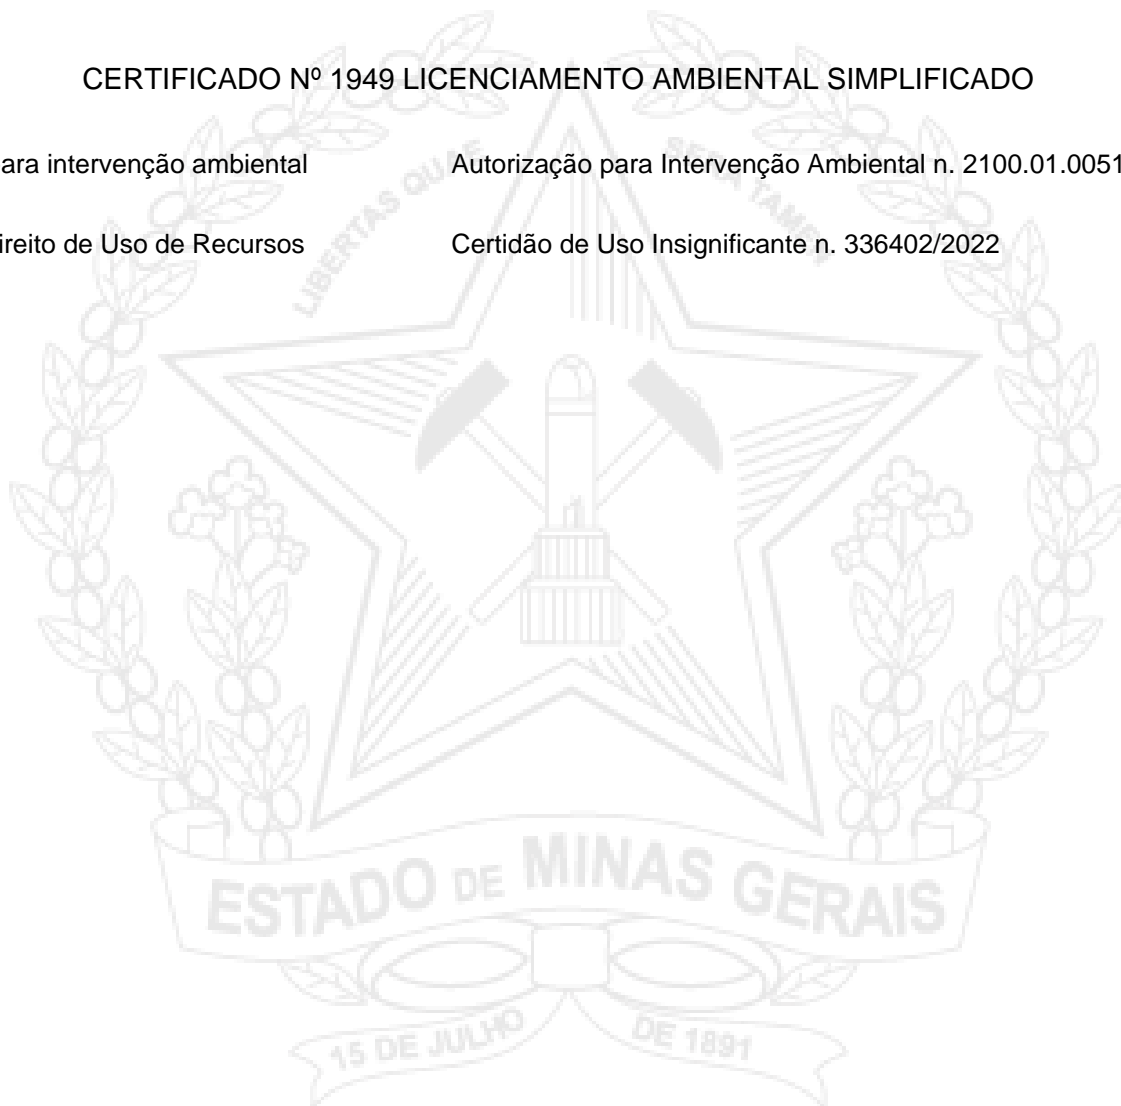 CERTIFICADO Nº 1949 LICENCIAMENTO AMBIENTAL SIMPLIFICADO
ara intervenção ambiental Autorização para Intervenção Ambiental n. 2100.01.0051
ireito de Uso de Recursos Certidão de Uso Insignificante n. 336402/2022
LIBERTAS QUAE SERA TAMEN
ESTADO DE MINAS GERAIS
15 DE JULHO DE 1891